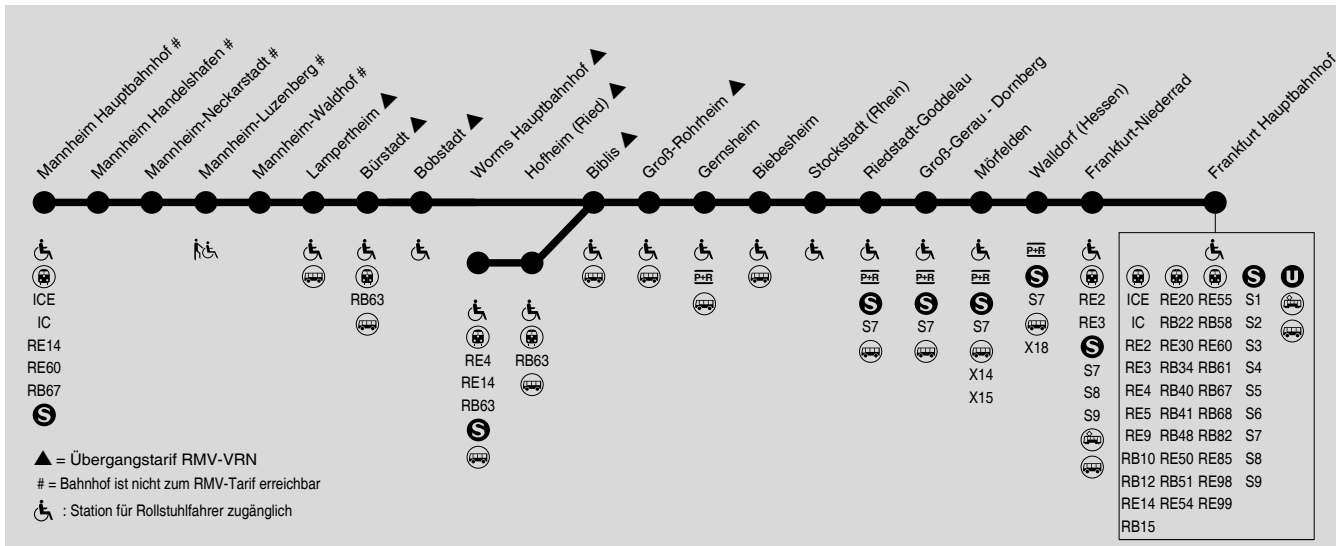 Mannheim Hauptbahnhof #
Mannheim Handelshafen #
Mannheim-Neckarstadt #
Mannheim-Luzenberg #
Mannheim-Waldhof #
Lampertheim ▲
Bürstadt ▲
Bobstadt ▲
Worms Hauptbahnhof ▲
Hofheim (Ried) ▲
Biblis ▲
Groß-Rohrheim ▲
Gernsheim
Biebesheim
Stockstadt (Rhein)
Riedstadt-Goddelau
Groß-Gerau - Dornberg
Mörfelden
Walldorf (Hessen)
Frankfurt-Niederrad
Frankfurt Hauptbahnhof
ICE
IC
RE14
RE60
RB67
S
RB63
RE4
RE14
RB63
S
RB63
P+R
P+R
S
S7
P+R
S
S7
P+R
S
S7
X14
X15
P+R
S
S7
X18
RE2
RE3
S
S7
S8
S9
S U
ICE RE20 RE55 S1
IC RB22 RB58 S2
RE2 RE30 RE60 S3
RE3 RB34 RB61 S4
RE4 RB40 RB67 S5
RE5 RB41 RB68 S6
RE9 RB48 RB82 S7
RB10 RE50 RE85 S8
RB12 RB51 RE98 S9
RE14 RE54 RE99
RB15
▲ = Übergangstarif RMV-VRN
# = Bahnhof ist nicht zum RMV-Tarif erreichbar
: Station für Rollstuhlfahrer zugänglich